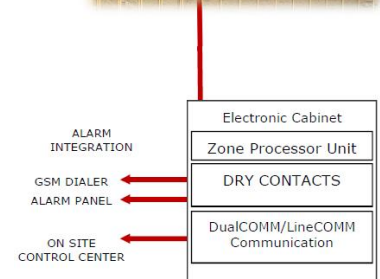 Electronic Cabinet
ALARM
INTEGRATION
Zone Processor Unit
GSM DIALER
DRY CONTACTS
ALARM PANEL
DualCOMM/LineCOMM
Communication
ON SITE
CONTROL CENTER